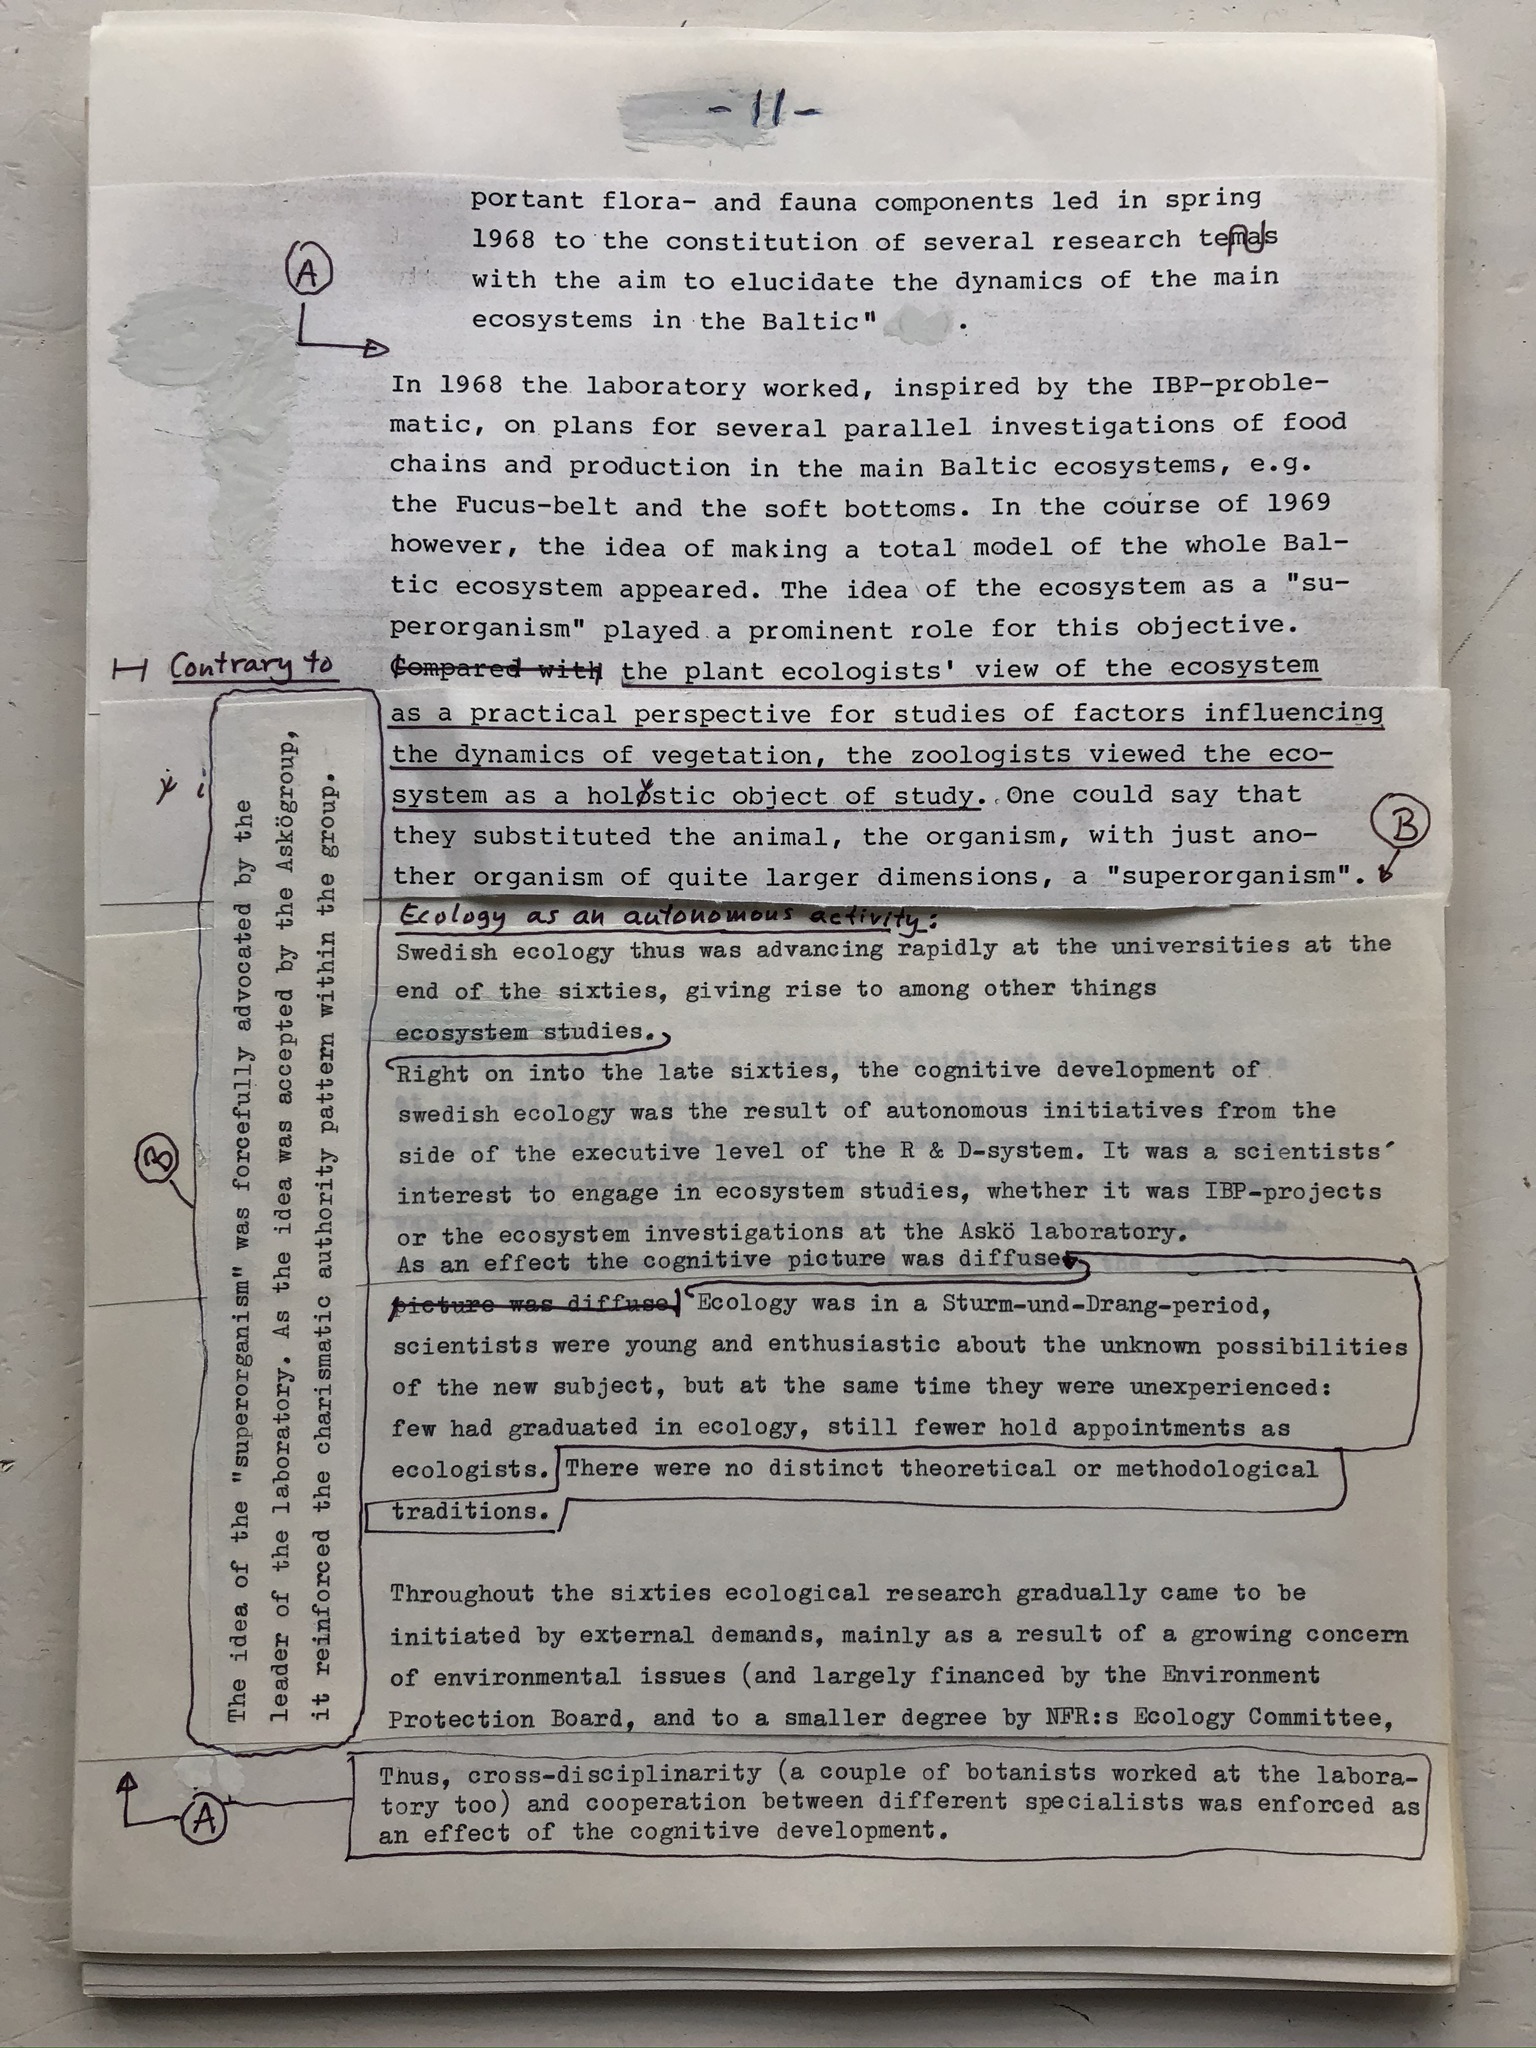 - 11 -
portant flora- and fauna components led in spring
1968 to the constitution of several research temas
with the aim to elucidate the dynamics of the main
ecosystems in the Baltic" .
A
In 1968 the laboratory worked, inspired by the IBP-proble-
matic, on plans for several parallel investigations of food
chains and production in the main Baltic ecosystems, e.g.
the Fucus-belt and the soft bottoms. In the course of 1969
however, the idea of making a total model of the whole Bal-
tic ecosystem appeared. The idea of the ecosystem as a "su-
perorganism" played a prominent role for this objective.
Contrary to
Compared with the plant ecologists' view of the ecosystem
as a practical perspective for studies of factors influencing
the dynamics of vegetation, the zoologists viewed the eco-
i
system as a holystic object of study. One could say that
they substituted the animal, the organism, with just ano-
ther organism of quite larger dimensions, a "superorganism".
B
B
The idea of the "superorganism" was forcefully advocated by the
leader of the laboratory. As the idea was accepted by the Askögroup,
it reinforced the charismatic authority pattern within the group.
Ecology as an autonomous activity:
Swedish ecology thus was advancing rapidly at the universities at the
end of the sixties, giving rise to among other things
ecosystem studies.
Right on into the late sixties, the cognitive development of
swedish ecology was the result of autonomous initiatives from the
side of the executive level of the R & D-system. It was a scientists´
interest to engage in ecosystem studies, whether it was IBP-projects
or the ecosystem investigations at the Askö laboratory.
As an effect the cognitive picture was diffuse.
picture was diffuse. Ecology was in a Sturm-und-Drang-period,
scientists were young and enthusiastic about the unknown possibilities
of the new subject, but at the same time they were unexperienced:
few had graduated in ecology, still fewer hold appointments as
ecologists. There were no distinct theoretical or methodological
traditions.
Throughout the sixties ecological research gradually came to be
initiated by external demands, mainly as a result of a growing concern
of environmental issues (and largely financed by the Environment
Protection Board, and to a smaller degree by NFR:s Ecology Committee,
A
Thus, cross-disciplinarity (a couple of botanists worked at the labora-
tory too) and cooperation between different specialists was enforced as
an effect of the cognitive development.